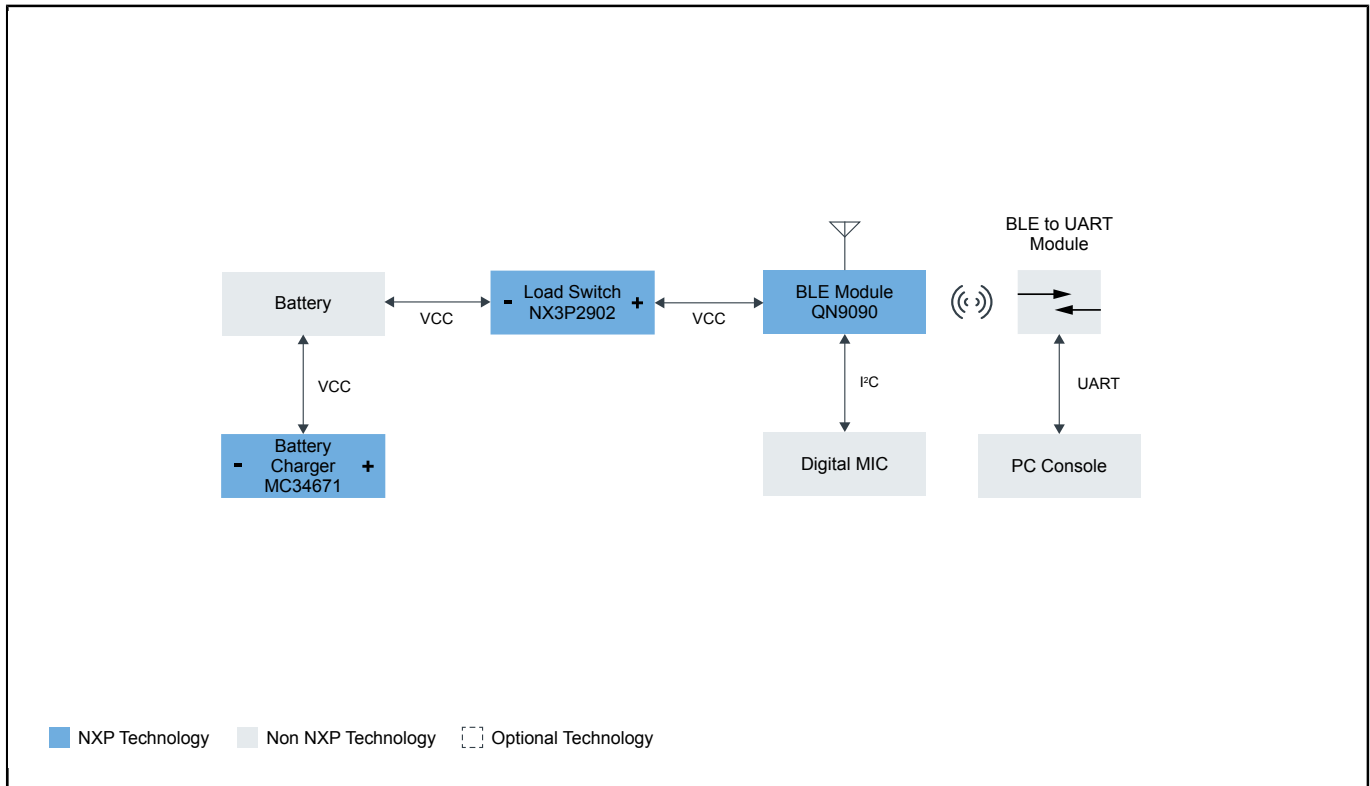 BLE to UART
Module
Battery
- Load Switch +
NX3P2902
BLE Module
QN9090
VCC
VCC
VCC
I²C
UART
Battery
- Charger +
MC34671
Digital MIC
PC Console
NXP Technology
Non NXP Technology
Optional Technology